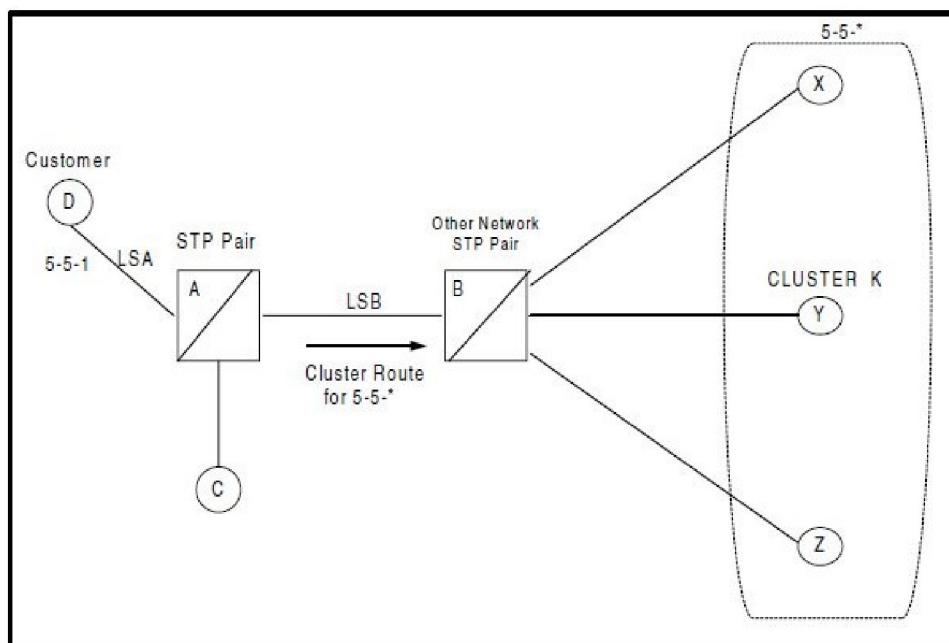 5-5-*
X
Customer
D
Other Network
STP Pair
STP Pair
5-5-1
LSA
A
LSB
B
CLUSTER K
Y
Cluster Route
for 5-5-*
C
Z